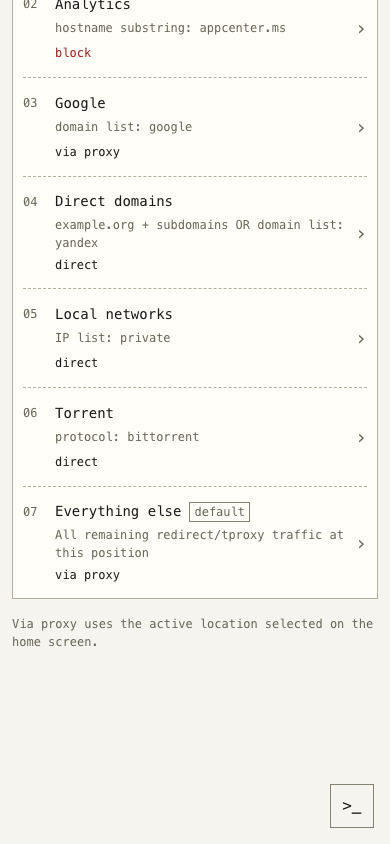 02 Analytics
hostname substring: appcenter.ms
block
03 Google
domain list: google
via proxy
04 Direct domains
example.org + subdomains OR domain list:
yandex
direct
05 Local networks
IP list: private
direct
06 Torrent
protocol: bittorrent
direct
07 Everything else default
All remaining redirect/tproxy traffic at
this position
via proxy
Via proxy uses the active location selected on the
home screen.
>_